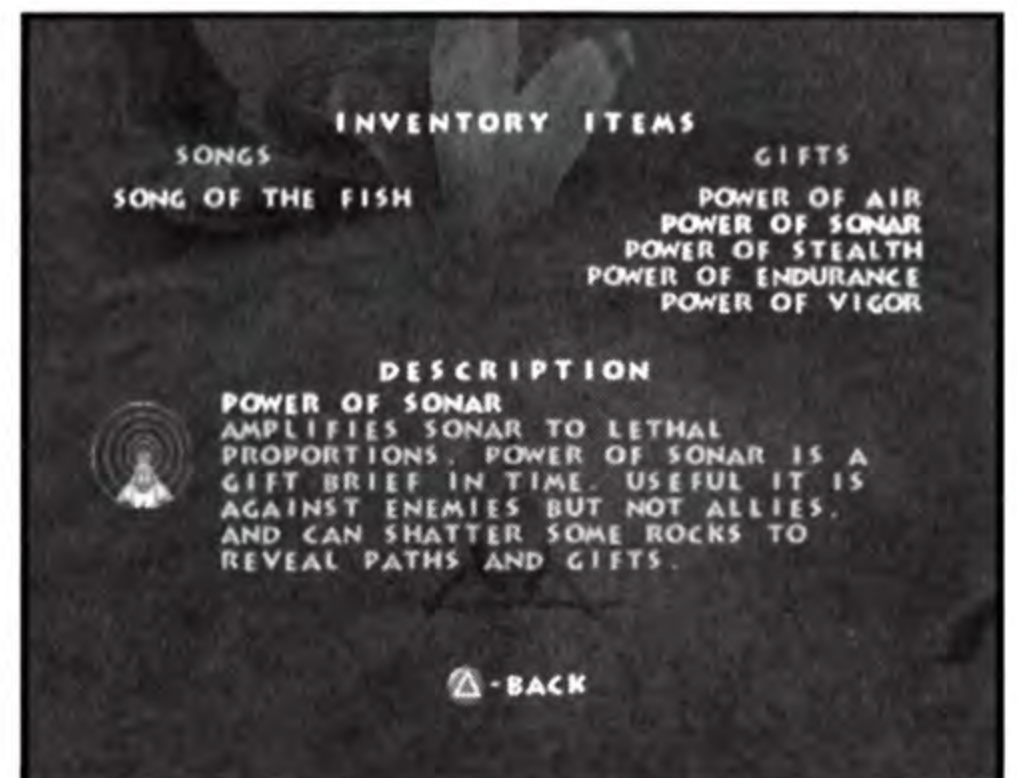 INVENTORY ITEMS
SONGS
GIFTS
SONG OF THE FISH
POWER OF AIR
POWER OF SONAR
POWER OF STEALTH
POWER OF ENDURANCE
POWER OF VIGOR
DESCRIPTION
POWER OF SONAR
AMPLIFIES SONAR TO LETHAL
PROPORTIONS. POWER OF SONAR IS A
GIFT BRIEF IN TIME. USEFUL IT IS
AGAINST ENEMIES BUT NOT ALLIES,
AND CAN SHATTER SOME ROCKS TO
REVEAL PATHS AND GIFTS.
-BACK